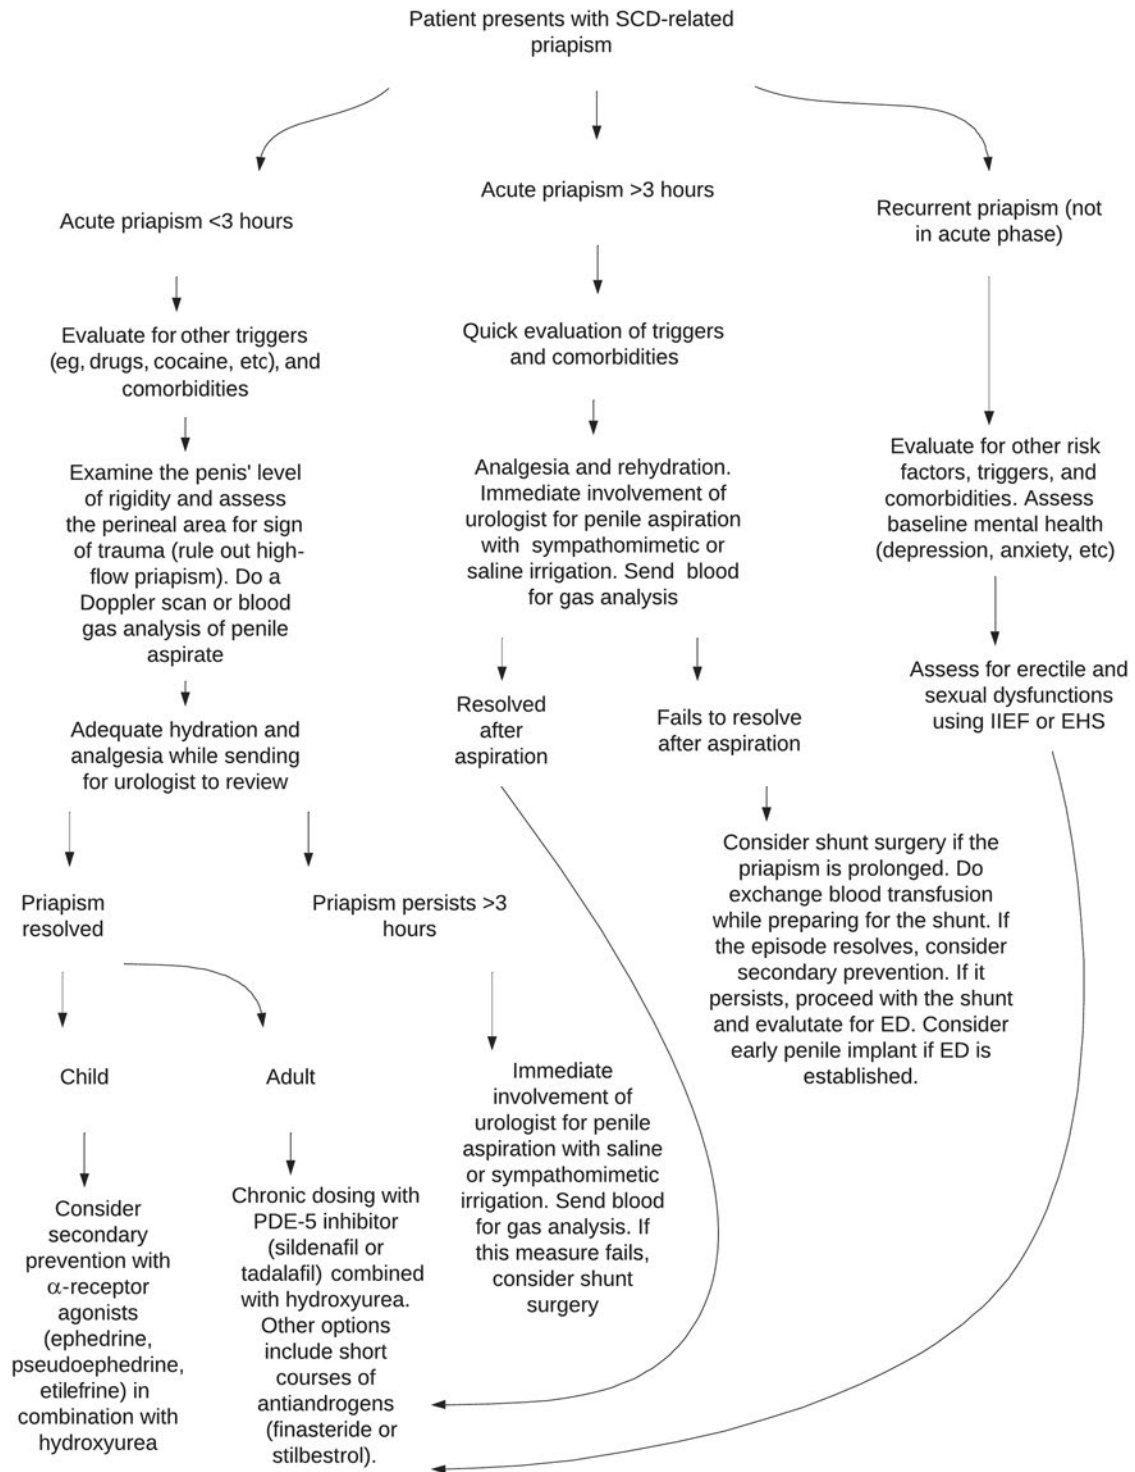 Patient presents with SCD-related
priapism
Acute priapism <3 hours
Evaluate for other triggers
(eg, drugs, cocaine, etc), and
comorbidities
Examine the penis' level
of rigidity and assess
the perineal area for sign
of trauma (rule out high-
flow priapism). Do a
Doppler scan or blood
gas analysis of penile
aspirate
Adequate hydration and
analgesia while sending
for urologist to review
Priapism
resolved
Priapism persists >3
hours
Child
Adult
Consider
secondary
prevention with
α-receptor
agonists
(ephedrine,
pseudoephedrine,
etilefrine) in
combination with
hydroxyurea
Chronic dosing with
PDE-5 inhibitor
(sildenafil or
tadalafil) combined
with hydroxyurea.
Other options
include short
courses of
antiandrogens
(finasteride or
stilbestrol).
Immediate
involvement of
urologist for penile
aspiration with saline
or sympathomimetic
irrigation. Send blood
for gas analysis. If
this measure fails,
consider shunt
surgery
Acute priapism >3 hours
Quick evaluation of triggers
and comorbidities
Analgesia and rehydration.
Immediate involvement of
urologist for penile aspiration
with sympathomimetic or
saline irrigation. Send blood
for gas analysis
Resolved
after
aspiration
Fails to resolve
after aspiration
Consider shunt surgery if the
priapism is prolonged. Do
exchange blood transfusion
while preparing for the shunt. If
the episode resolves, consider
secondary prevention. If it
persists, proceed with the shunt
and evalutate for ED. Consider
early penile implant if ED is
established.
Recurrent priapism (not
in acute phase)
Evaluate for other risk
factors, triggers, and
comorbidities. Assess
baseline mental health
(depression, anxiety, etc)
Assess for erectile and
sexual dysfunctions
using IIEF or EHS